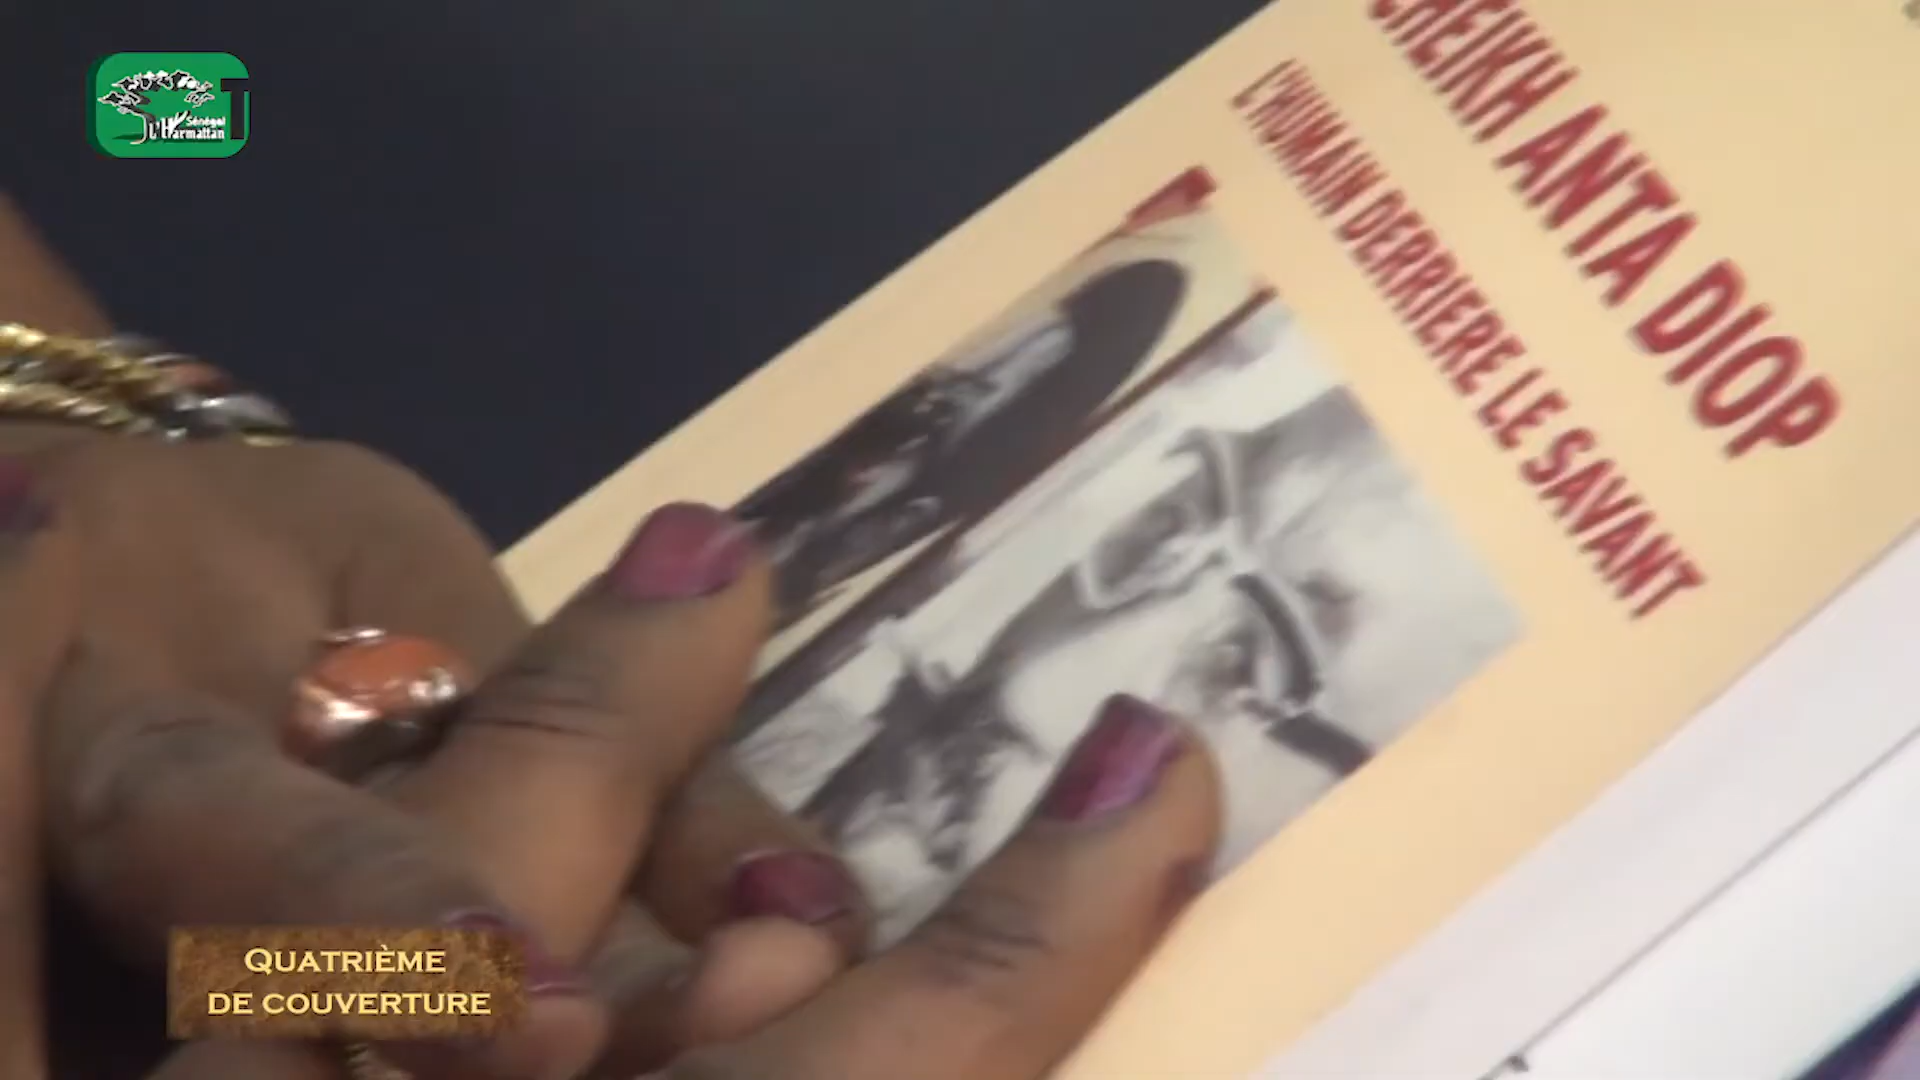 Sénégal
L'Harmattan
T
CHEIKH ANTA DIOP
L'HUMAIN DERRIERE LE SAVANT
QUATRIÈME
DE COUVERTURE